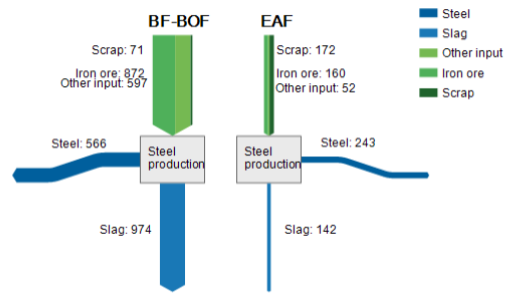 BF-BOF
EAF
Steel
Slag
Other input
Iron ore
Scrap
Scrap: 71
Iron ore: 872
Other input: 597
Scrap: 172
Iron ore: 160
Other input: 52
Steel: 566
Steel
production
Steel
production
Steel: 243
Slag: 974
Slag: 142